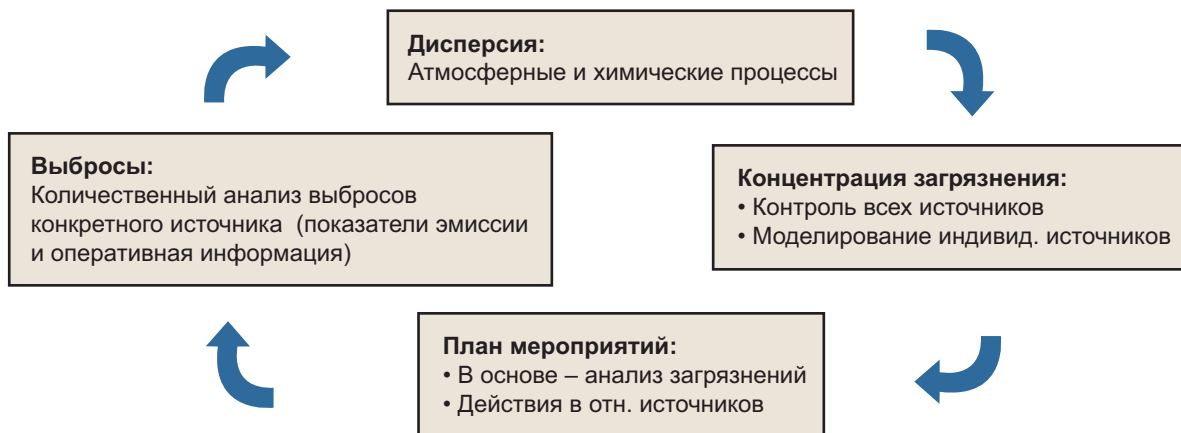 Дисперсия:
Атмосферные и химические процессы
Выбросы:
Количественный анализ выбросов
конкретного источника (показатели эмиссии
и оперативная информация)
Концентрация загрязнения:
• Контроль всех источников
• Моделирование индивид. источников
План мероприятий:
• В основе – анализ загрязнений
• Действия в отн. источников